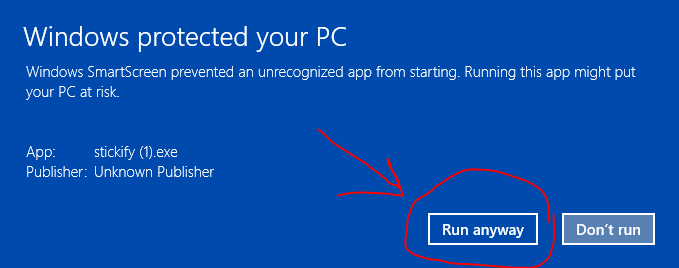 Windows protected your PC
Windows SmartScreen prevented an unrecognized app from starting. Running this app might put
your PC at risk.
App: stickify (1).exe
Publisher: Unknown Publisher
Run anyway Don't run